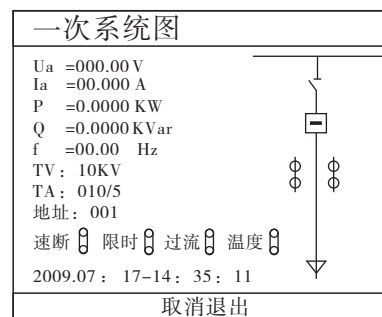 一次系统图
Ua =000.00 V
Ia =00.000 A
P =0.0000 KW
Q =0.0000 KVar
f =00.00 Hz
TV：10KV
TA：010/5
地址：001
速断 限时 过流 温度
2009.07：17-14：35：11
取消退出